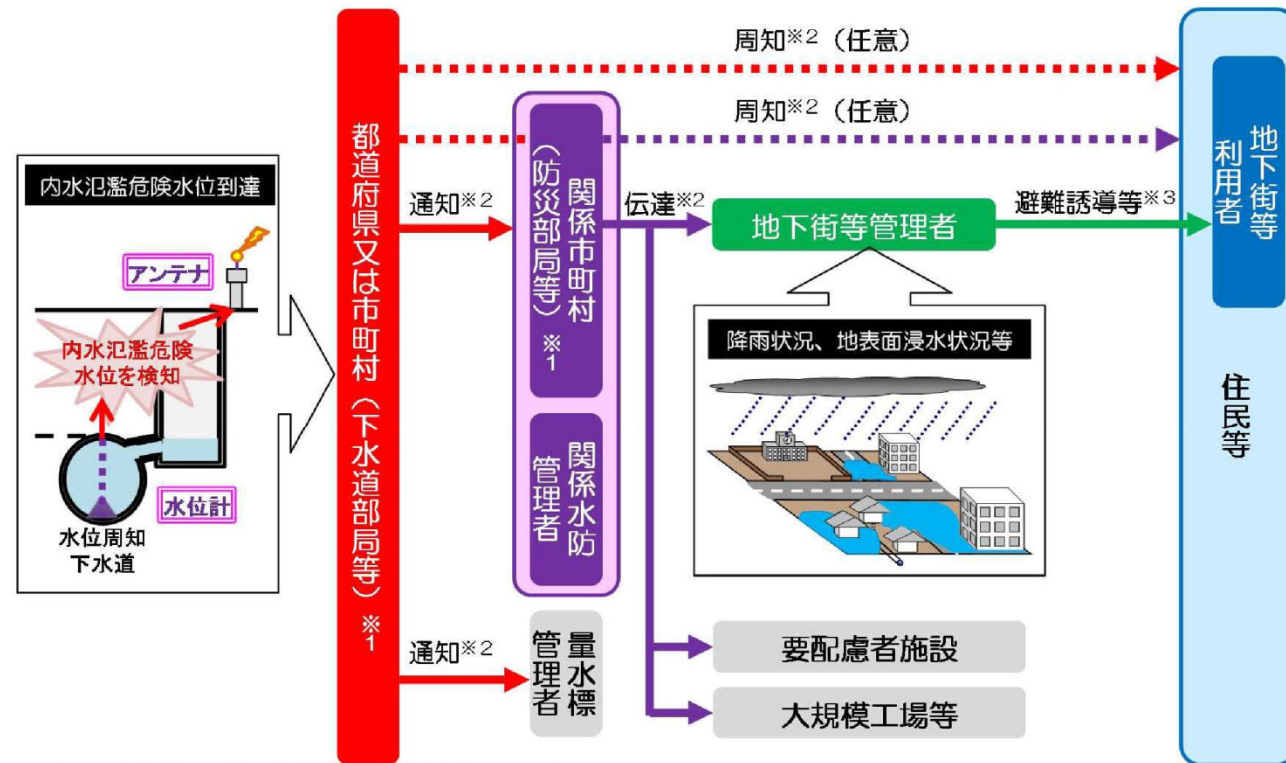 内水氾濫危険水位到達
アンテナ
内水氾濫危険
水位を検知
水位計
水位周知
下水道
都道府県又は市町村（下水道部局等）※1
周知※2（任意）
周知※2（任意）
通知※2
関係市町村
（防災部局等）※1
関係水防
管理者
通知※2
量水標
管理者
伝達※2
地下街等管理者
避難誘導等※3
降雨状況、地表面浸水状況等
要配慮者施設
大規模工場等
地下街等
利用者
住民等